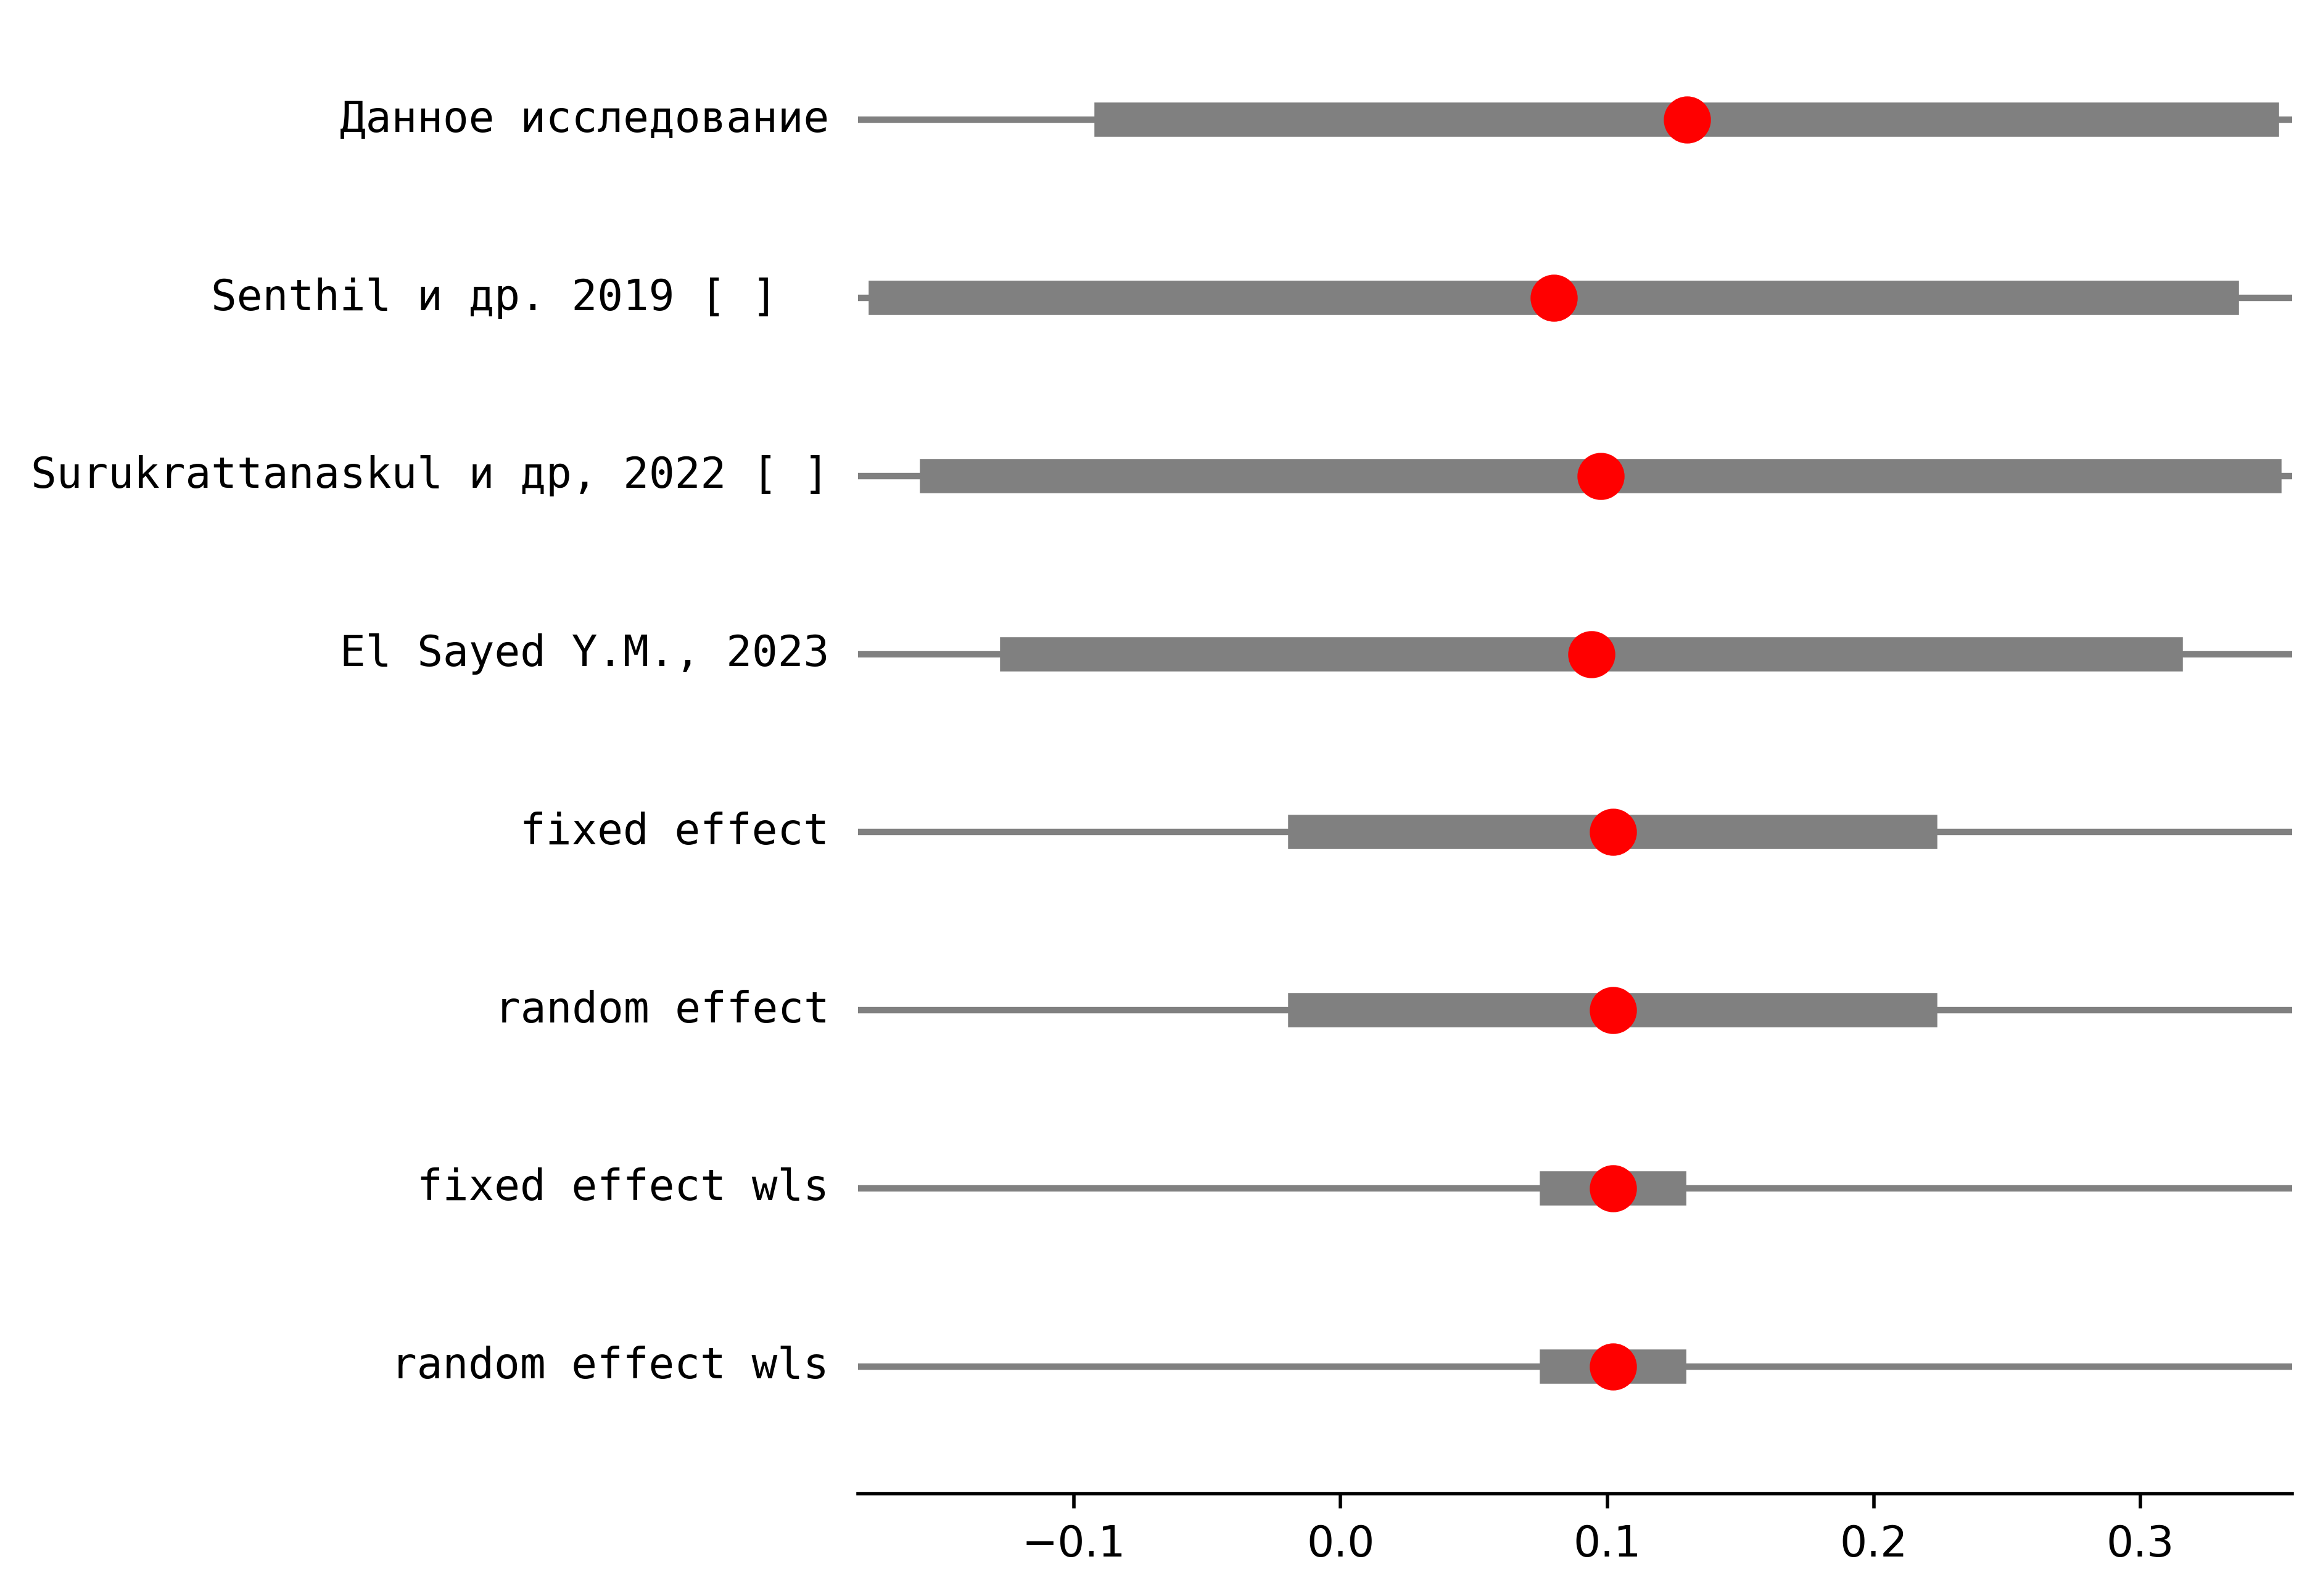 Данное исследование
Senthil и др. 2019 [ ]
Surukrattanaskul и др, 2022 [ ]
El Sayed Y.M., 2023
fixed effect
random effect
fixed effect wls
random effect wls
−0.1 0.0 0.1 0.2 0.3